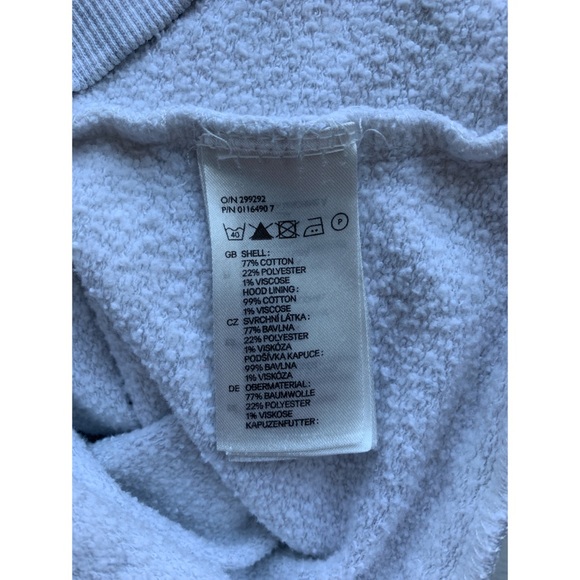 O/N 299292
P/N 0116490 7
40 P
GB SHELL :
77% COTTON
22% POLYESTER
1% VISCOSE
HOOD LINING :
99% COTTON
1% VISCOSE
CZ SVRCHNÍ LÁTKA :
77% BAVLNA
22% POLYESTER
1% VISKÓZA
PODŠÍVKA KAPUCE :
99% BAVLNA
1% VISKÓZA
DE OBERMATERIAL :
77% BAUMWOLLE
22% POLYESTER
1% VISKOSE
KAPUZENFUTTER :